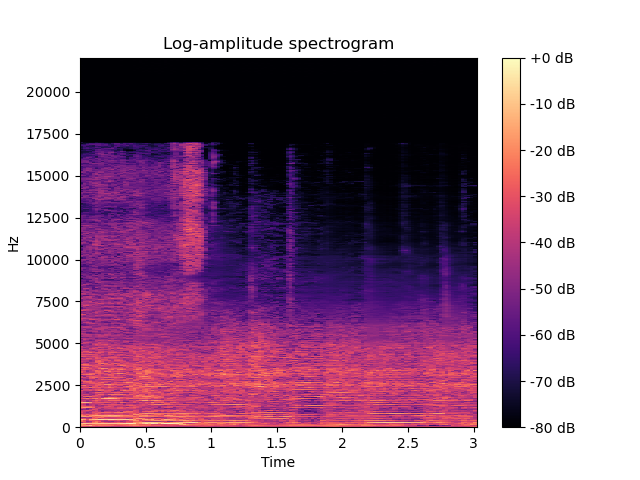 Log-amplitude spectrogram
Hz
20000
17500
15000
12500
10000
7500
5000
2500
0
0
0.5
1
1.5
2
2.5
3
Time
+0 dB
-10 dB
-20 dB
-30 dB
-40 dB
-50 dB
-60 dB
-70 dB
-80 dB